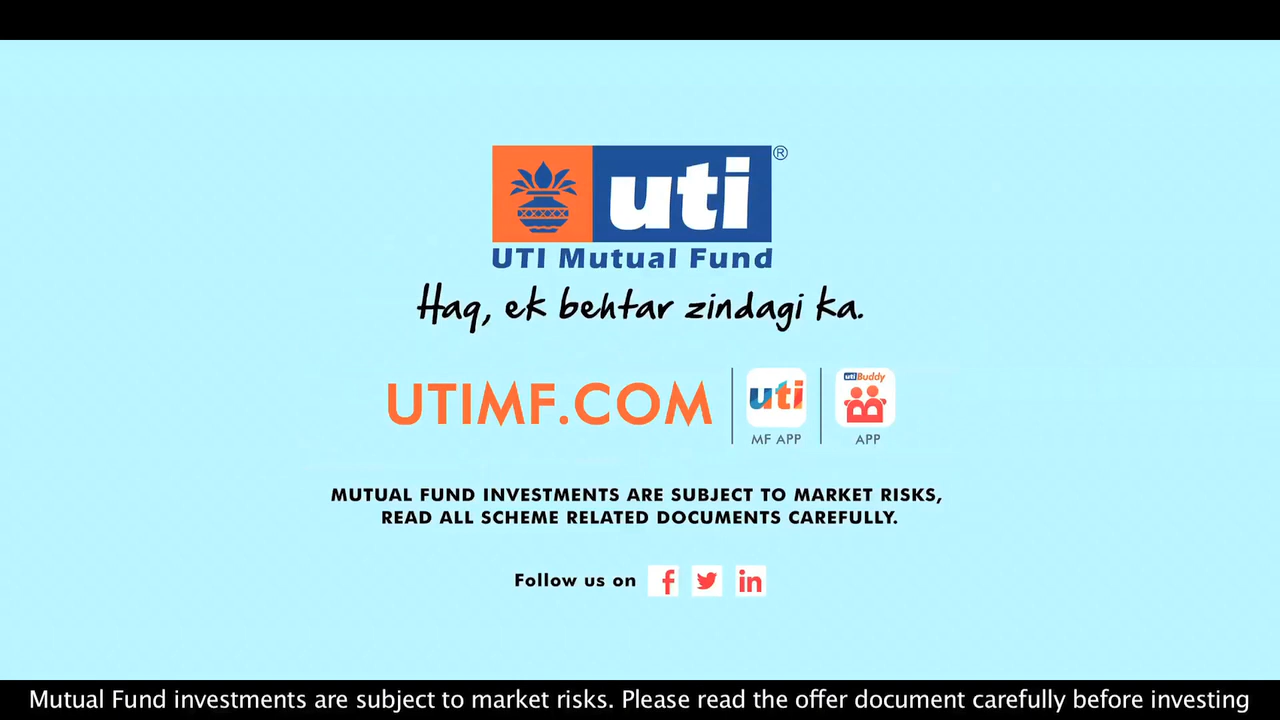 uti®
UTI Mutual Fund
Haq, ek behtar zindagi ka.
UTIMF.COM
uti
MF APP
uti Buddy
B
APP
MUTUAL FUND INVESTMENTS ARE SUBJECT TO MARKET RISKS,
READ ALL SCHEME RELATED DOCUMENTS CAREFULLY.
Follow us on f in
Mutual Fund investments are subject to market risks. Please read the offer document carefully before investing